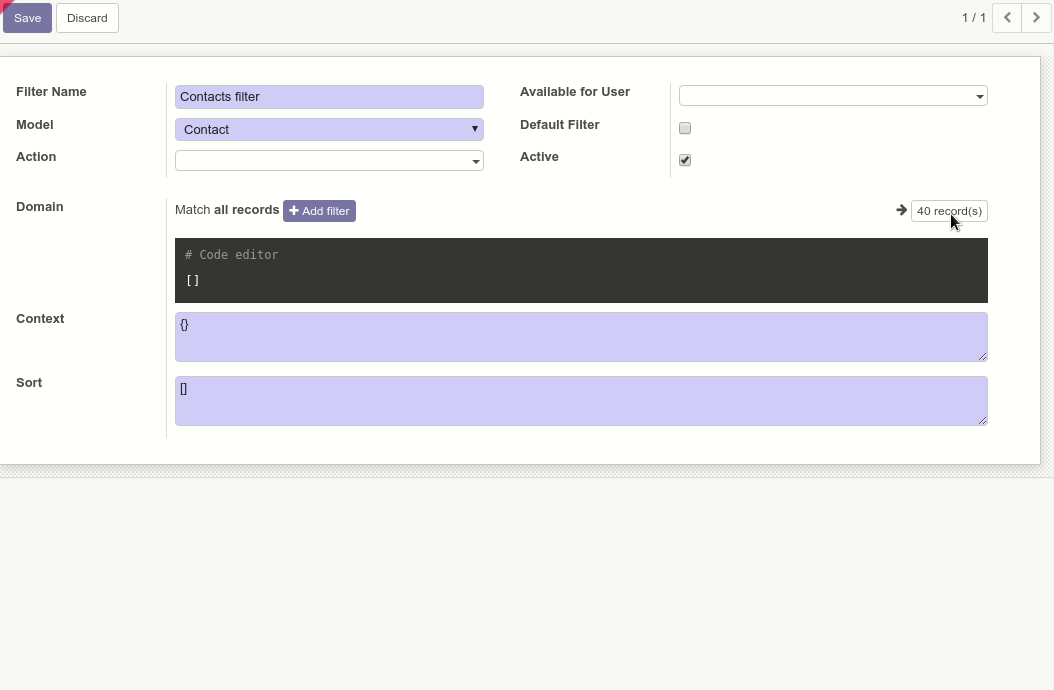 Save Discard 1 / 1
Filter Name Contacts filter Available for User
Model Contact Default Filter
Action Active
Domain Match all records Add filter 40 record(s)
# Code editor
[]
Context {}
Sort []